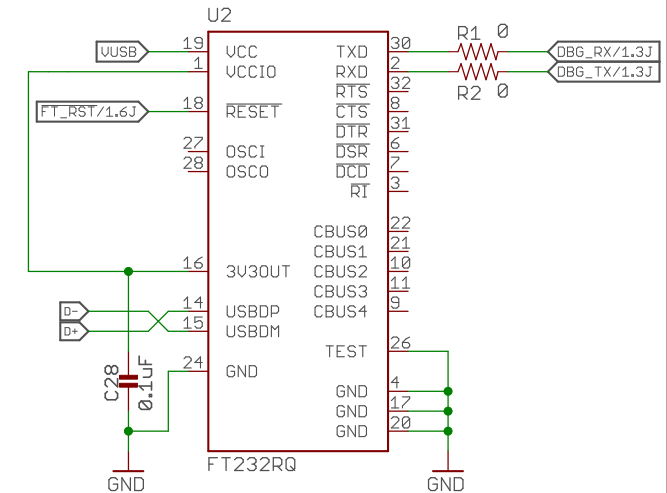 U2
VUSB 19 VCC TXD 30 R1 0 DBG_RX/1.3J
1 VCCIO RXD 2 R2 0 DBG_TX/1.3J
RTS 32
FT_RST/1.6J 18 RESET CTS 8
DTR 31
27 OSCI DSR 6
28 OSCO DCD 7
RI 3
CBUS0 22
CBUS1 21
16 3V3OUT CBUS2 10
CBUS3 11
D- 14 USBDP CBUS4 9
D+ 15 USBDM
TEST 26
24 GND
C28 0.1uF
GND 4
GND 17
GND 20
FT232RQ
GND GND